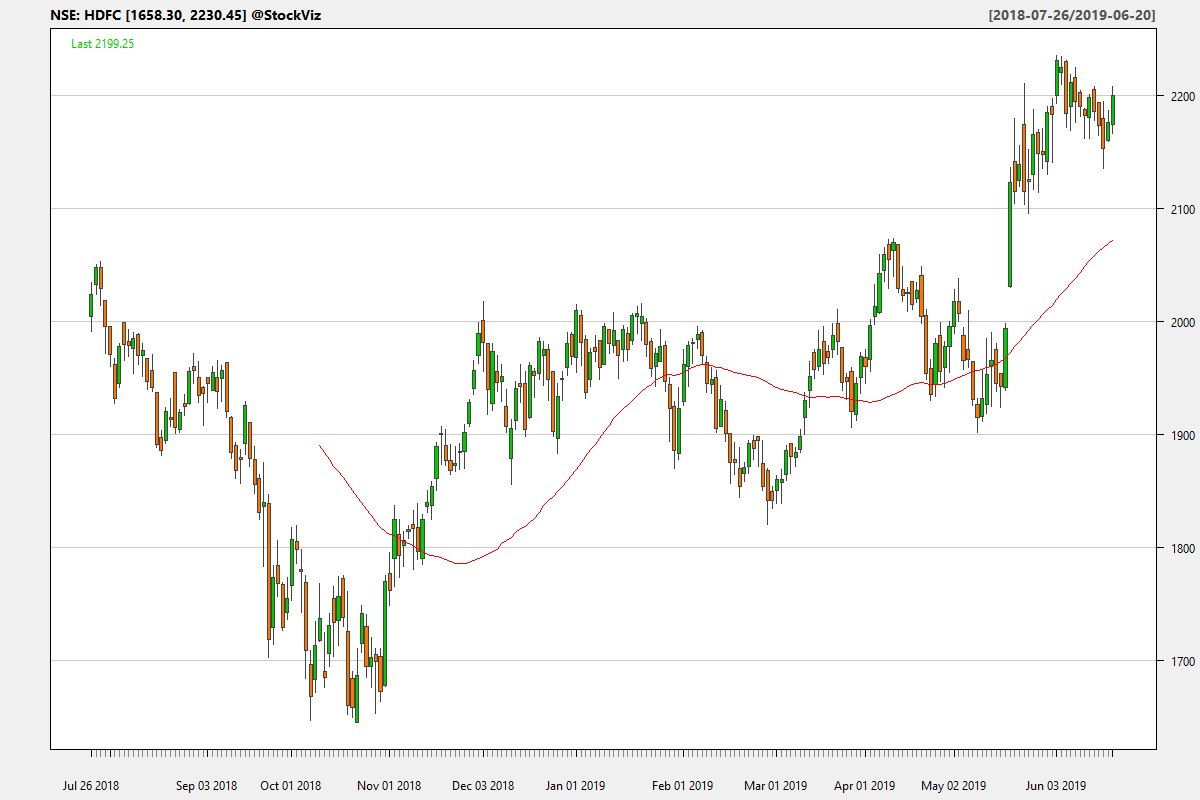 NSE: HDFC [1658.30, 2230.45] @StockViz
[2018-07-26/2019-06-20]
Last 2199.25
2200
2100
2000
1900
1800
1700
Jul 26 2018
Sep 03 2018
Oct 01 2018
Nov 01 2018
Dec 03 2018
Jan 01 2019
Feb 01 2019
Mar 01 2019
Apr 01 2019
May 02 2019
Jun 03 2019